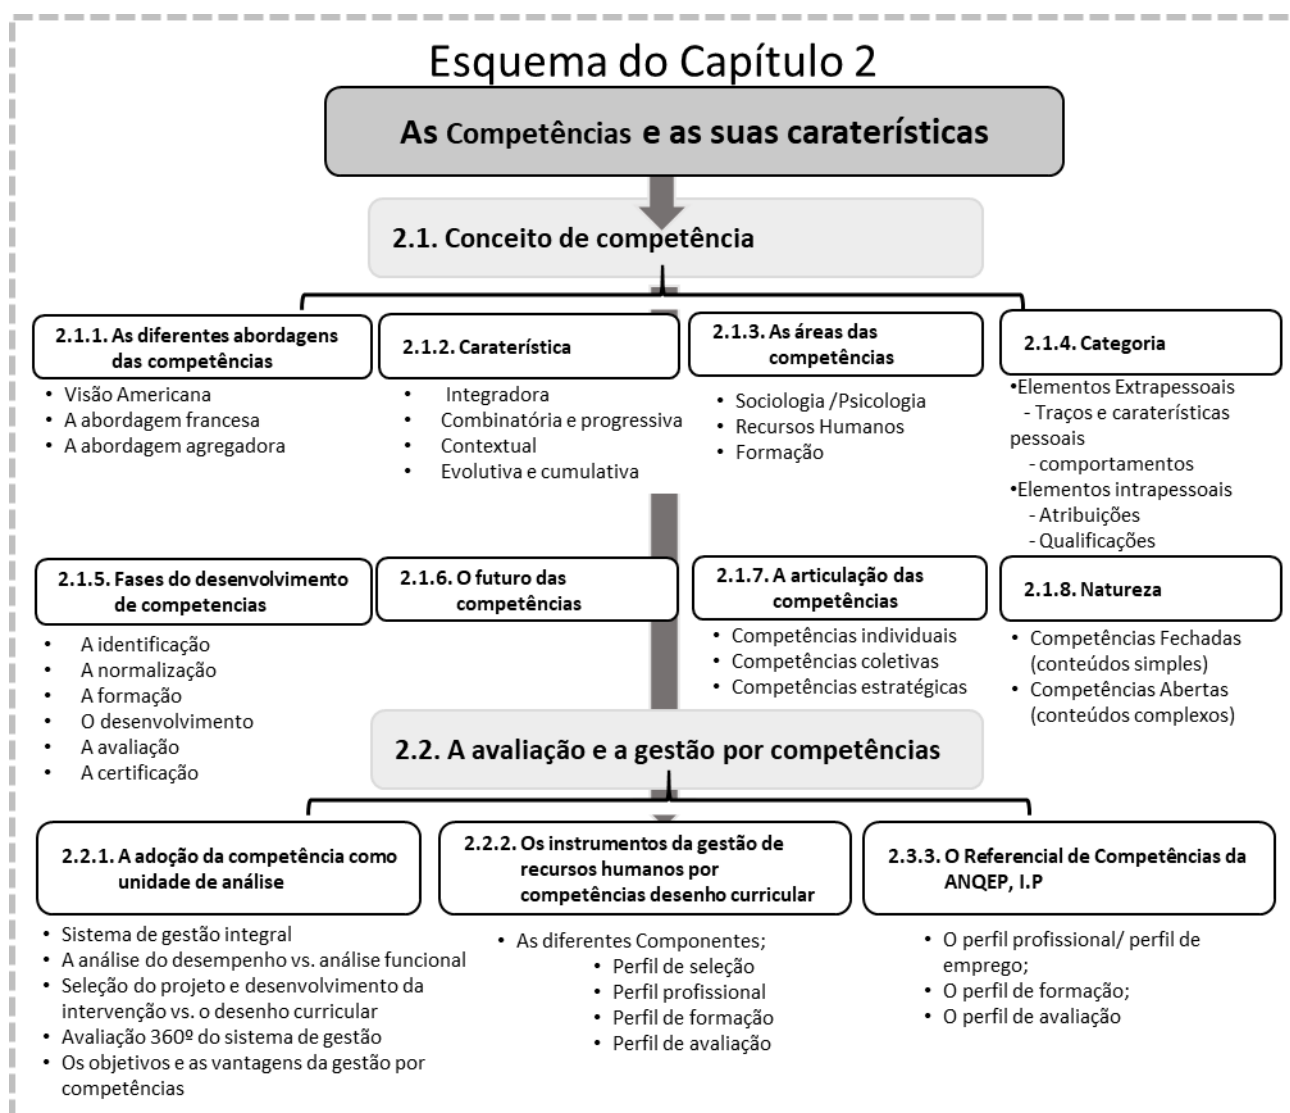 Esquema do Capítulo 2
As Competências e as suas caraterísticas
2.1. Conceito de competência
2.1.1. As diferentes abordagens
das competências
• Visão Americana
• A abordagem francesa
• A abordagem agregadora
2.1.2. Caraterística
• Integradora
• Combinatória e progressiva
• Contextual
• Evolutiva e cumulativa
2.1.3. As áreas das
competências
• Sociologia /Psicologia
• Recursos Humanos
• Formação
2.1.4. Categoria
•Elementos Extrapessoais
- Traços e caraterísticas
pessoais
- comportamentos
•Elementos intrapessoais
- Atribuições
- Qualificações
2.1.5. Fases do desenvolvimento
de competencias
• A identificação
• A normalização
• A formação
• O desenvolvimento
• A avaliação
• A certificação
2.1.6. O futuro das
competências
2.1.7. A articulação das
competências
• Competências individuais
• Competências coletivas
• Competências estratégicas
2.1.8. Natureza
• Competências Fechadas
(conteúdos simples)
• Competências Abertas
(conteúdos complexos)
2.2. A avaliação e a gestão por competências
2.2.1. A adoção da competência como
unidade de análise
• Sistema de gestão integral
• A análise do desempenho vs. análise funcional
• Seleção do projeto e desenvolvimento da
intervenção vs. o desenho curricular
• Avaliação 360º do sistema de gestão
• Os objetivos e as vantagens da gestão por
competências
2.2.2. Os instrumentos da gestão de
recursos humanos por
competências desenho curricular
• As diferentes Componentes;
• Perfil de seleção
• Perfil profissional
• Perfil de formação
• Perfil de avaliação
2.3.3. O Referencial de Competências da
ANQEP, I.P
• O perfil profissional/ perfil de
emprego;
• O perfil de formação;
• O perfil de avaliação